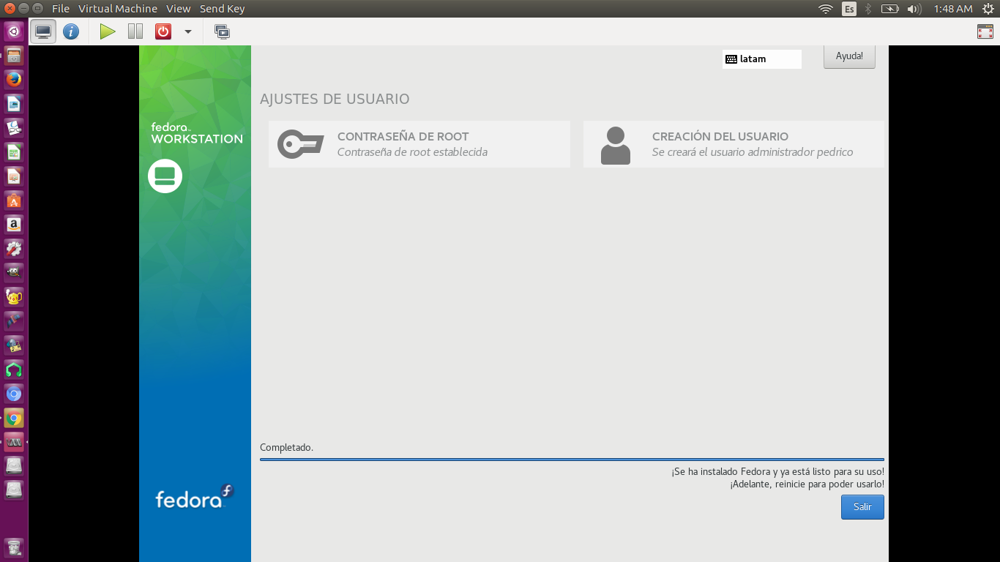 File Virtual Machine View Send Key
Es
1:48 AM
latam
Ayuda!
AJUSTES DE USUARIO
fedora
WORKSTATION
CONTRASEÑA DE ROOT
Contraseña de root establecida
CREACIÓN DEL USUARIO
Se creará el usuario administrador pedrico
Completado.
¡Se ha instalado Fedora y ya está listo para su uso!
¡Adelante, reinicie para poder usarlo!
fedora
Salir